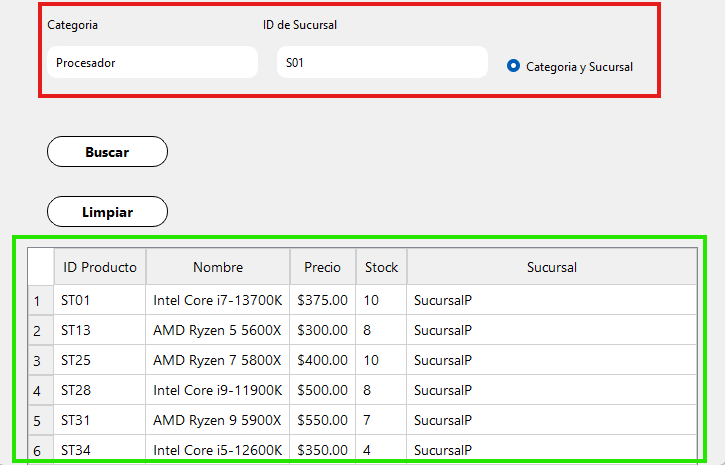 Categoria ID de Sucursal
Procesador S01 Categoria y Sucursal
Buscar
Limpiar
ID Producto Nombre Precio Stock Sucursal
1 ST01 Intel Core i7-13700K $375.00 10 SucursalP
2 ST13 AMD Ryzen 5 5600X $300.00 8 SucursalP
3 ST25 AMD Ryzen 7 5800X $400.00 10 SucursalP
4 ST28 Intel Core i9-11900K $500.00 8 SucursalP
5 ST31 AMD Ryzen 9 5900X $550.00 7 SucursalP
6 ST34 Intel Core i5-12600K $350.00 4 SucursalP